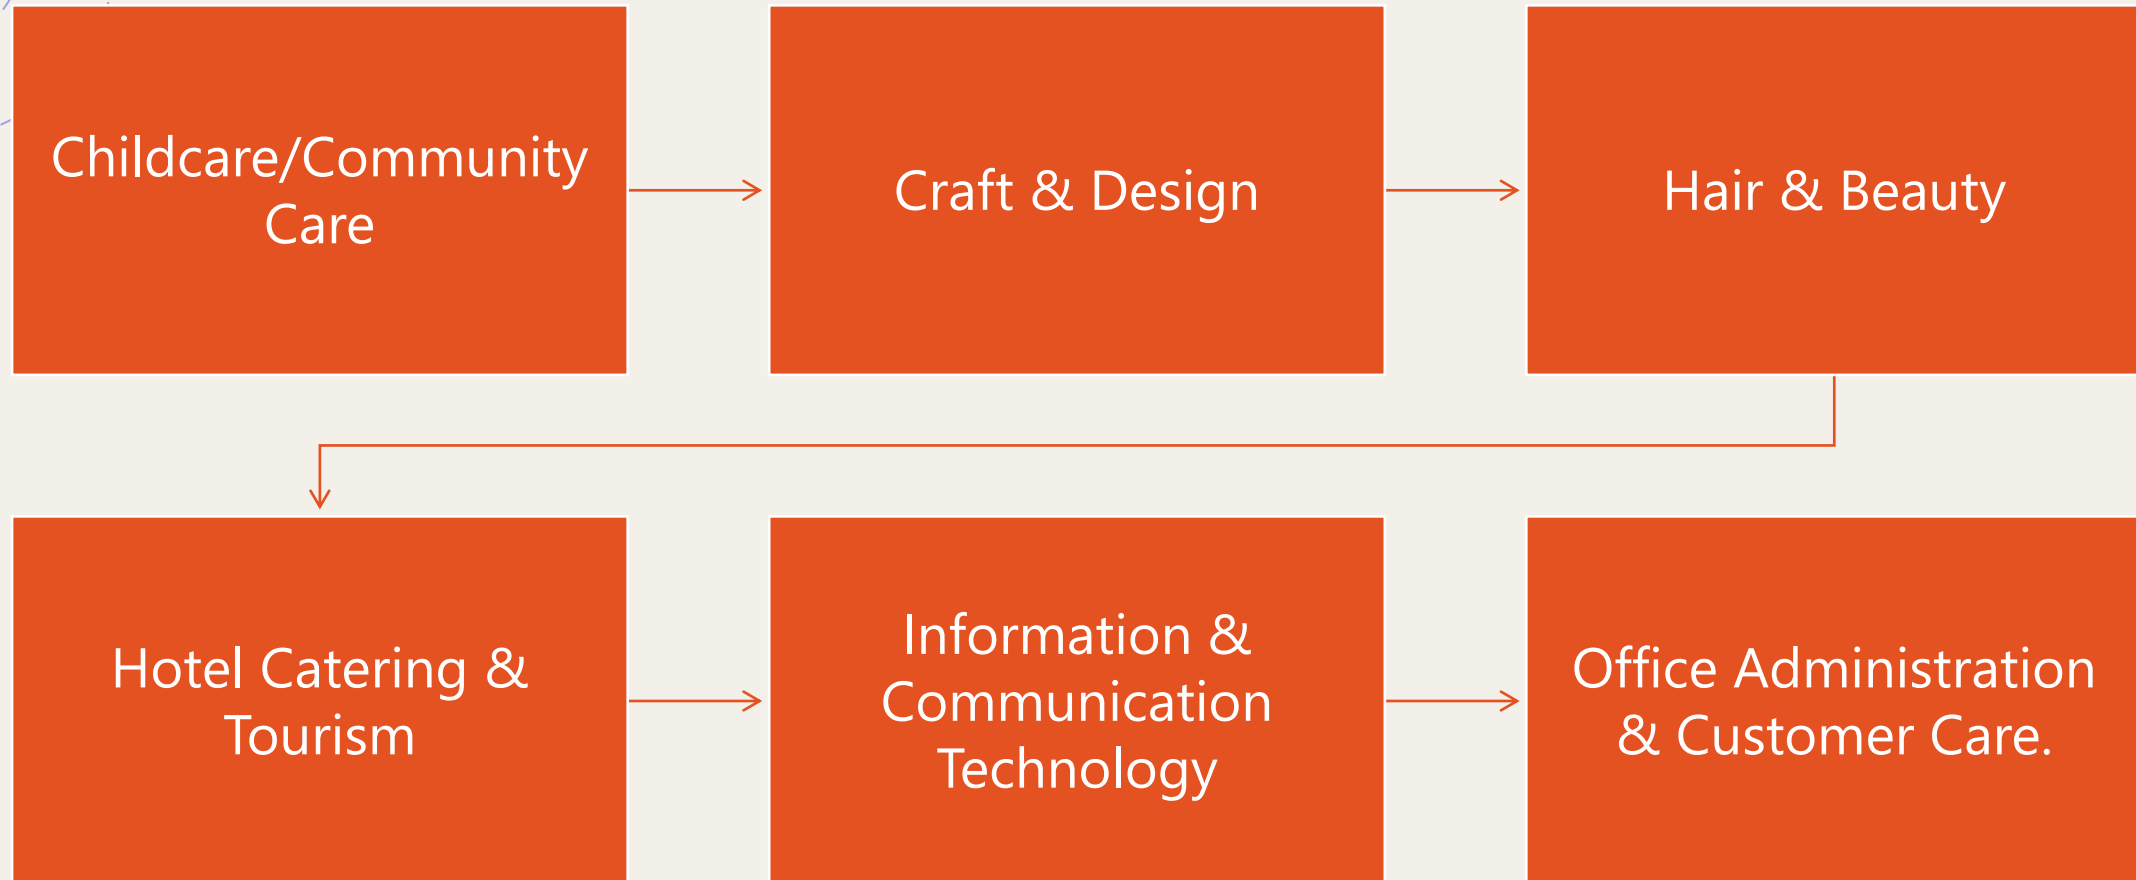 Childcare/Community
Care
Craft & Design
Hair & Beauty
Hotel Catering &
Tourism
Information &
Communication
Technology
Office Administration
& Customer Care.